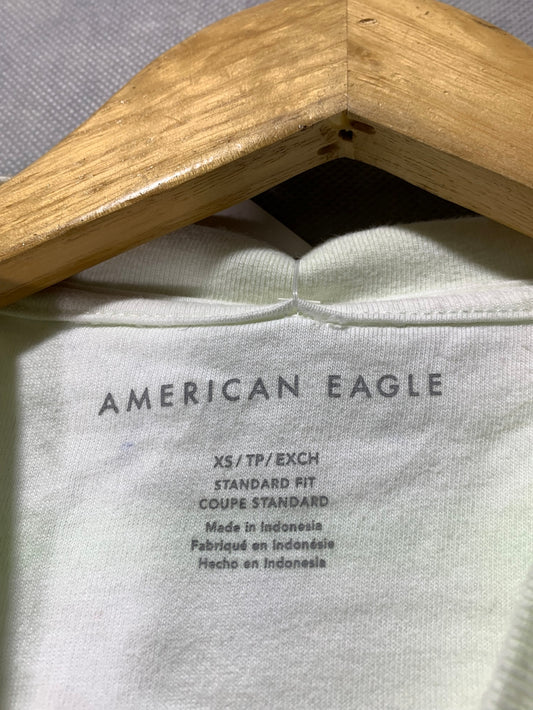 AMERICAN EAGLE
XS/TP/EXCH
STANDARD FIT
COUPE STANDARD
Made in Indonesia
Fabriqué en Indonésie
Hecho en Indonesia